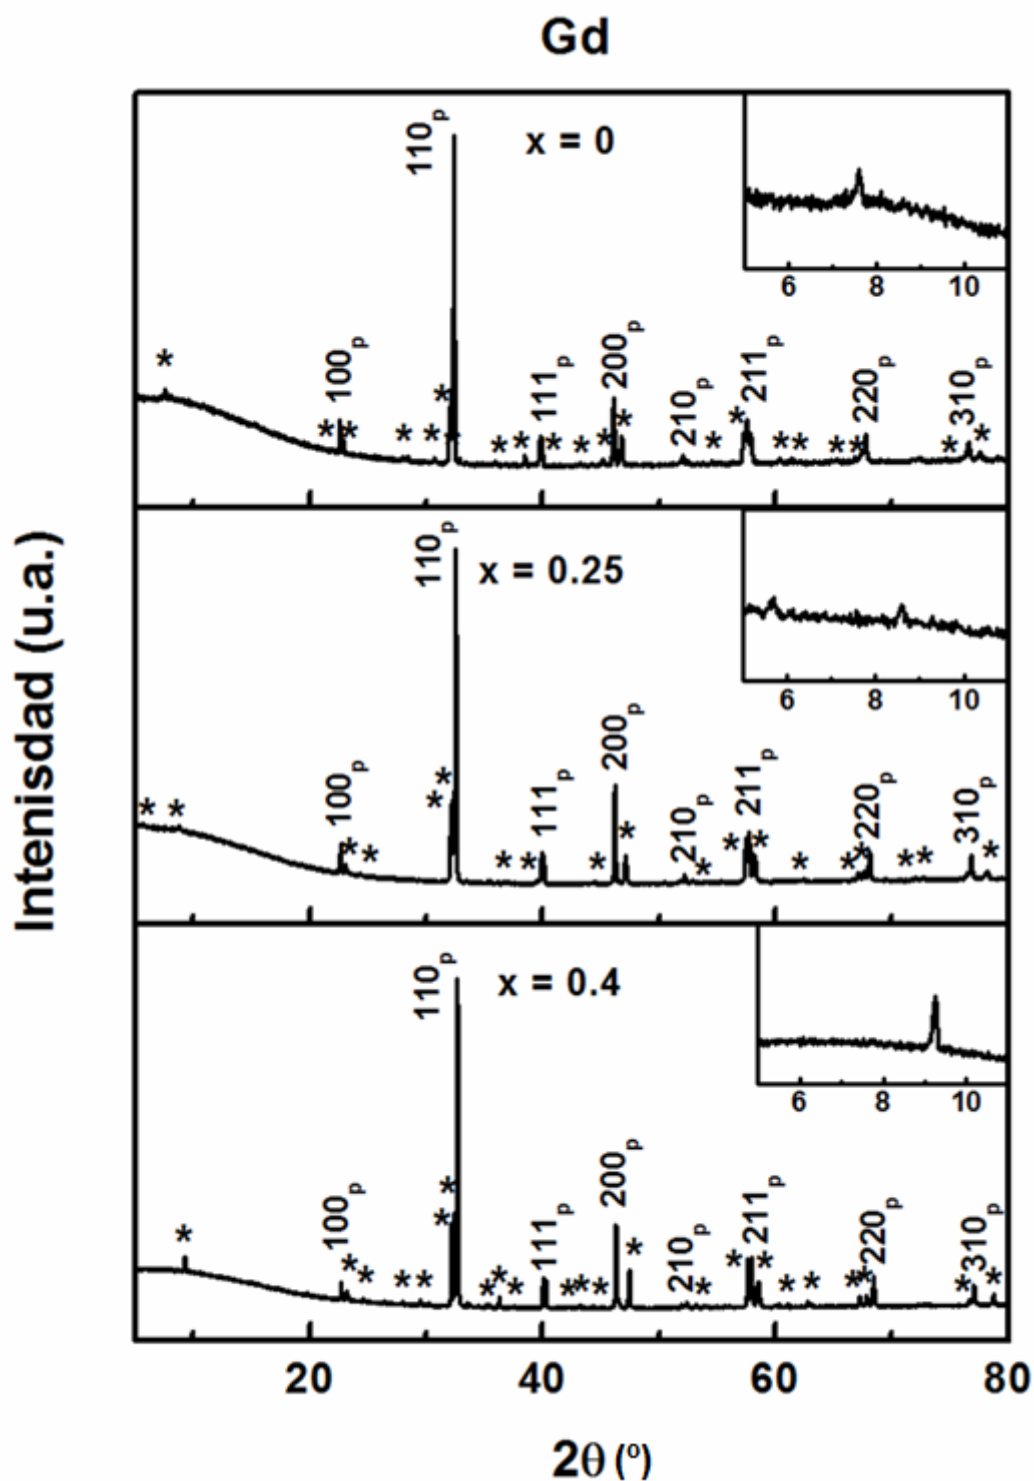 Gd
Intenisdad (u.a.)
x = 0
110p
100p
111p
200p
210p
211p
220p
310p
* * * * * * * * * * * * * * * * * * * * *
6 8 10
x = 0.25
110p
100p
111p
200p
210p
211p
220p
310p
* * * * * * * * * * * * * * * * * * *
6 8 10
x = 0.4
110p
100p
111p
200p
210p
211p
220p
310p
* * * * * * * * * * * * * * * * * * * * * * *
6 8 10
20 40 60 80
2θ (º)